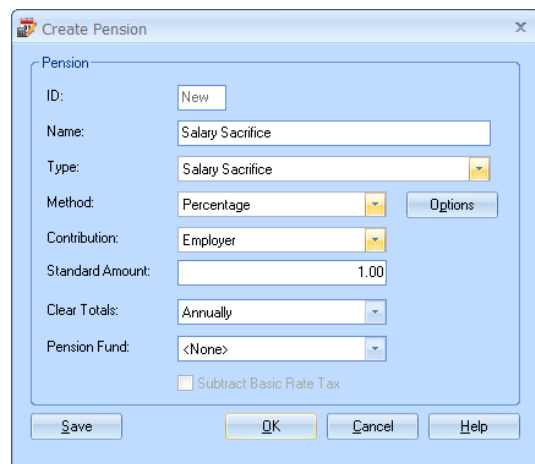 Create Pension
x
Pension
ID: New
Name: Salary Sacrifice
Type: Salary Sacrifice
Method: Percentage Options
Contribution: Employer
Standard Amount: 1.00
Clear Totals: Annually
Pension Fund: <None>
Subtract Basic Rate Tax
Save OK Cancel Help